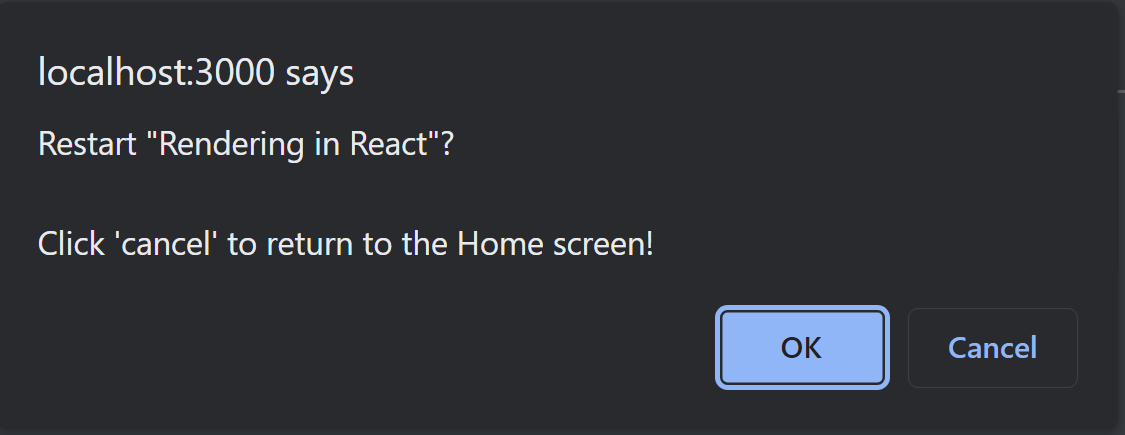 localhost:3000 says
Restart "Rendering in React"?
Click 'cancel' to return to the Home screen!
OK
Cancel